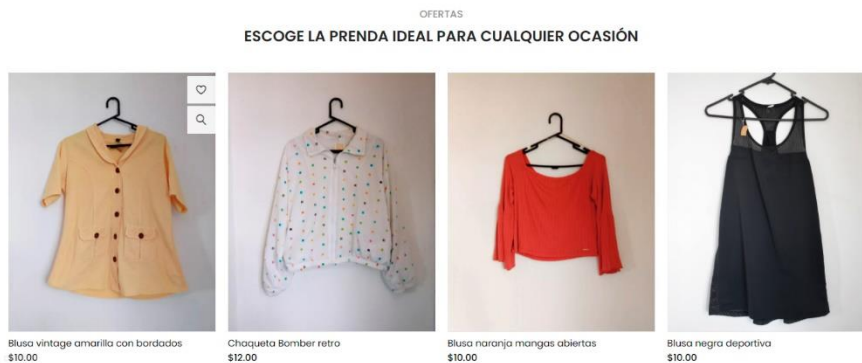 OFERTAS
ESCOGE LA PRENDA IDEAL PARA CUALQUIER OCASIÓN
Blusa vintage amarilla con bordados
$10.00
Chaqueta Bomber retro
$12.00
Blusa naranja mangas abiertas
$10.00
Blusa negra deportiva
$10.00